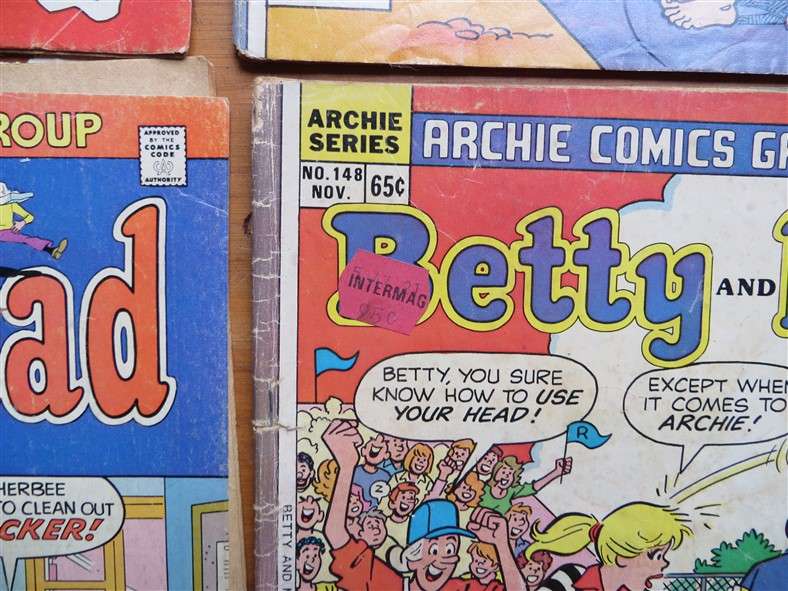 ROUP
APPROVED
BY THE
COMICS
CODE
AUTHORITY
ad
HERBEE
TO CLEAN OUT
CKER!
ARCHIE
SERIES
ARCHIE COMICS G
NO. 148
NOV.
65¢
Betty AND
INTERMAG
BETTY, YOU SURE
KNOW HOW TO USE
YOUR HEAD!
EXCEPT WHEN
IT COMES TO
ARCHIE!
R
2
BETTY AND